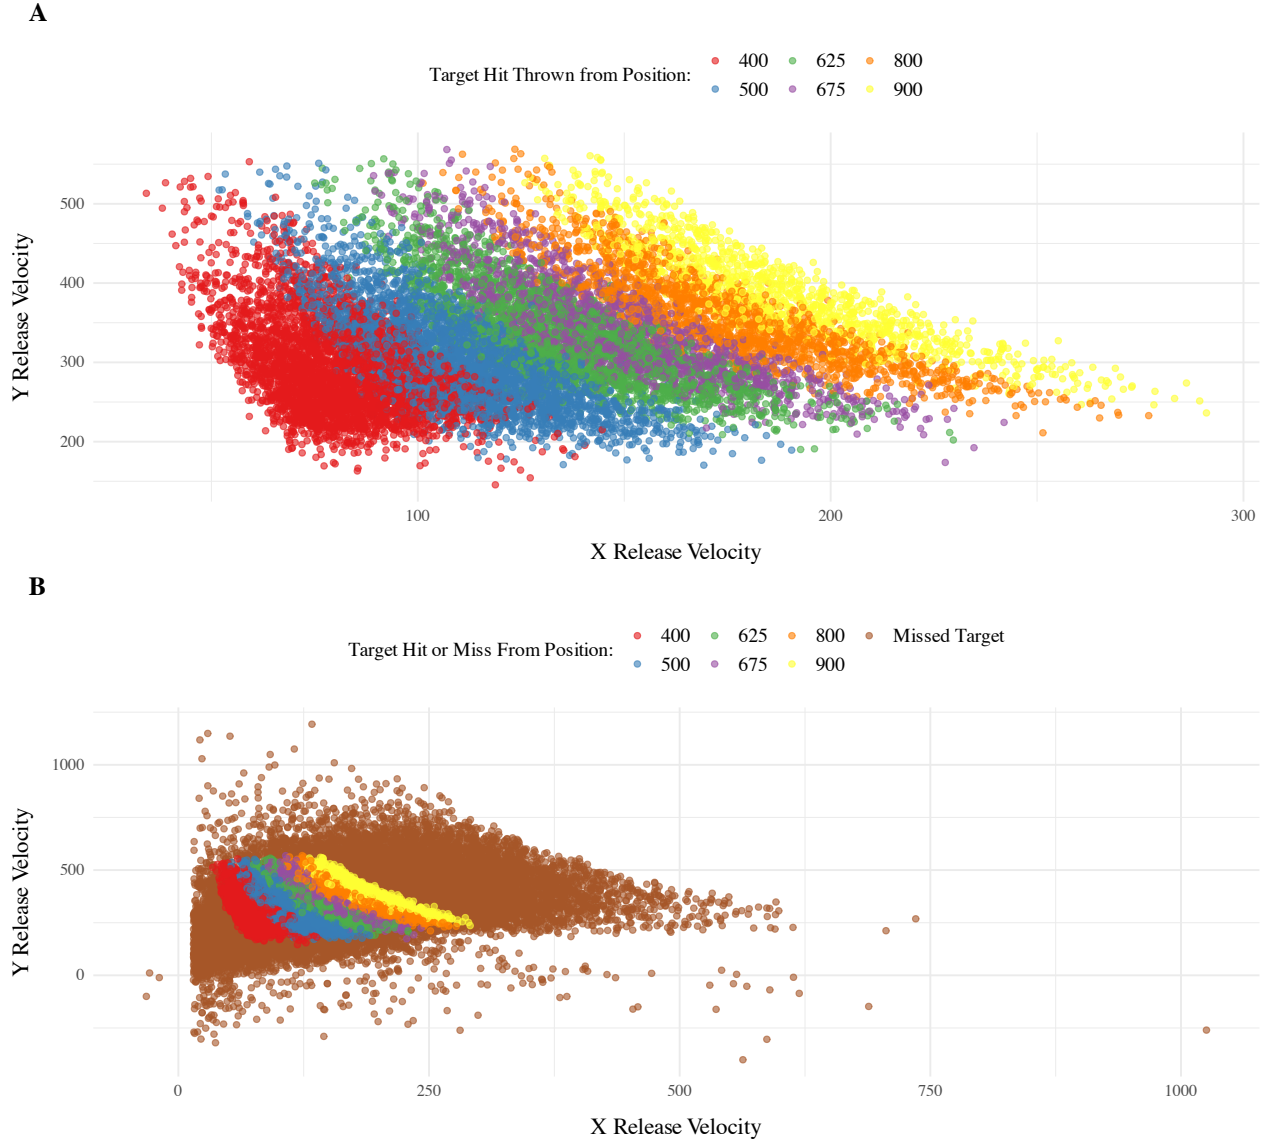 A
Target Hit Thrown from Position:
400 625 800
500 675 900
Y Release Velocity
500
400
300
200
100 200 300
X Release Velocity
B
Target Hit or Miss From Position:
400 625 800 Missed Target
500 675 900
Y Release Velocity
1000
500
0
0 250 500 750 1000
X Release Velocity